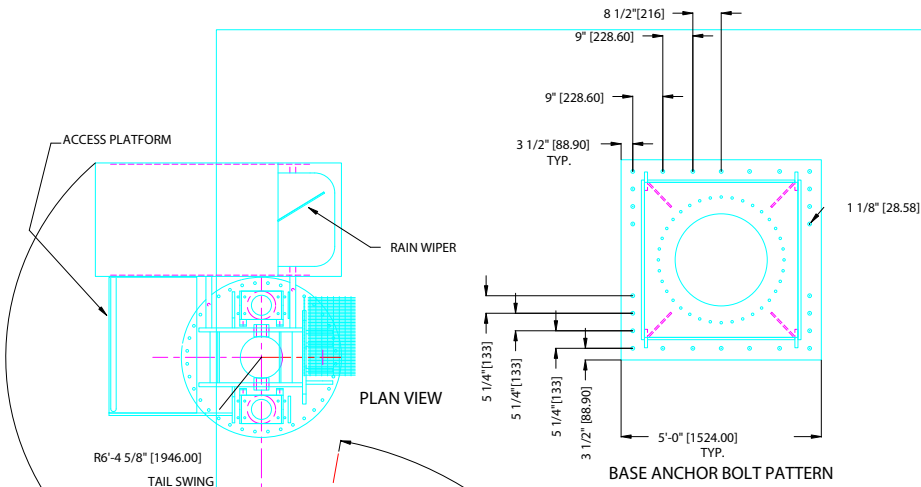 8 1/2"[216]
9" [228.60]
9" [228.60]
ACCESS PLATFORM
3 1/2" [88.90]
TYP.
1 1/8" [28.58]
RAIN WIPER
5 1/4"[133]
5 1/4"[133]
5 1/4"[133]
3 1/2" [88.90]
PLAN VIEW
5'-0" [1524.00]
TYP.
R6'-4 5/8" [1946.00]
TAIL SWING
BASE ANCHOR BOLT PATTERN